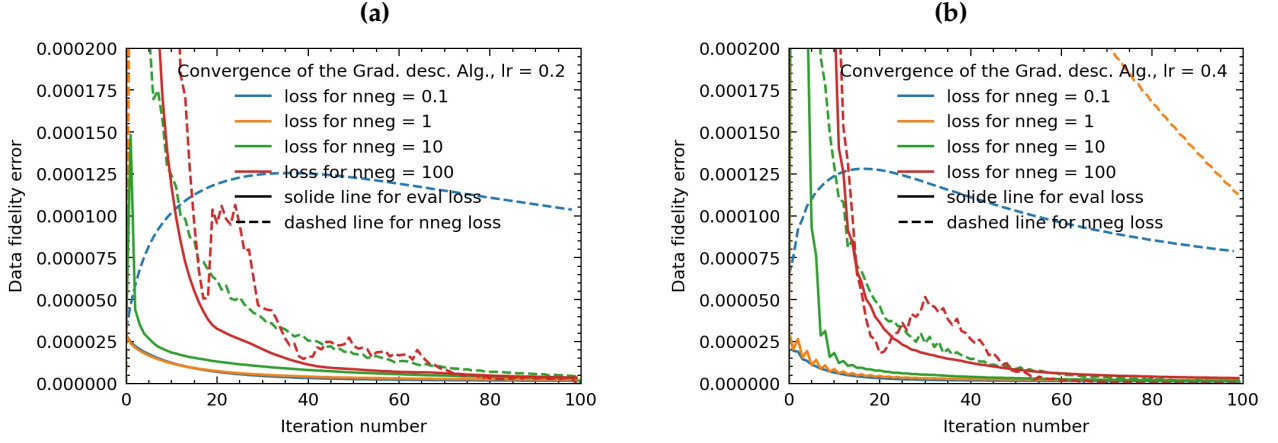 (a)
0.000200
0.000175
0.000150
0.000125
0.000100
0.000075
0.000050
0.000025
0.000000
Data fidelity error
Convergence of the Grad. desc. Alg., lr = 0.2
loss for nneg = 0.1
loss for nneg = 1
loss for nneg = 10
loss for nneg = 100
solide line for eval loss
dashed line for nneg loss
0 20 40 60 80 100
Iteration number
(b)
0.000200
0.000175
0.000150
0.000125
0.000100
0.000075
0.000050
0.000025
0.000000
Data fidelity error
Convergence of the Grad. desc. Alg., lr = 0.4
loss for nneg = 0.1
loss for nneg = 1
loss for nneg = 10
loss for nneg = 100
solide line for eval loss
dashed line for nneg loss
0 20 40 60 80 100
Iteration number